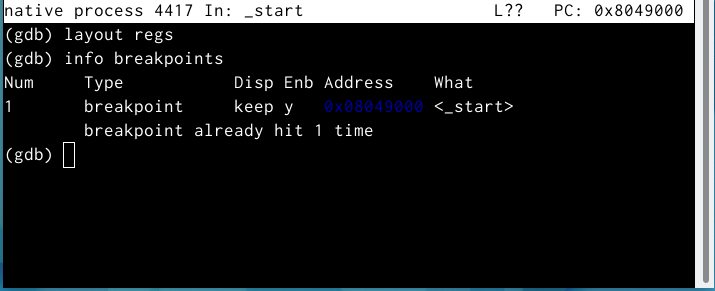 native process 4417 In: _start L?? PC: 0x8049000
(gdb) layout regs
(gdb) info breakpoints
Num Type Disp Enb Address What
1 breakpoint keep y 0x08049000 <_start>
breakpoint already hit 1 time
(gdb)